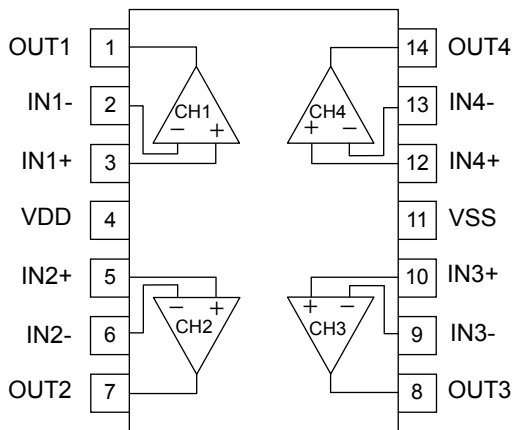 OUT1 1 14 OUT4
IN1- 2 CH1 CH4 13 IN4-
− + + −
IN1+ 3 12 IN4+
VDD 4 11 VSS
IN2+ 5 10 IN3+
− + + −
IN2- 6 CH2 CH3 9 IN3-
OUT2 7 8 OUT3